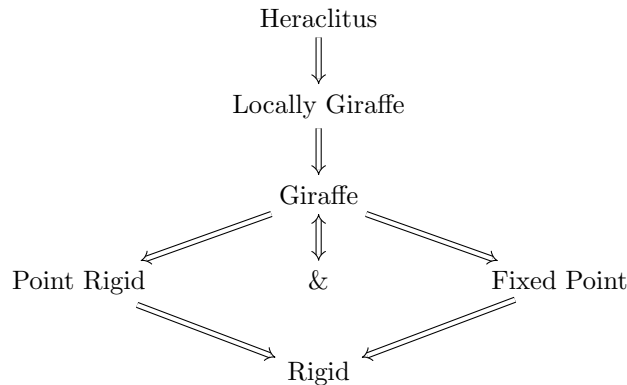 Heraclitus
Locally Giraffe
Giraffe
Point Rigid & Fixed Point
Rigid